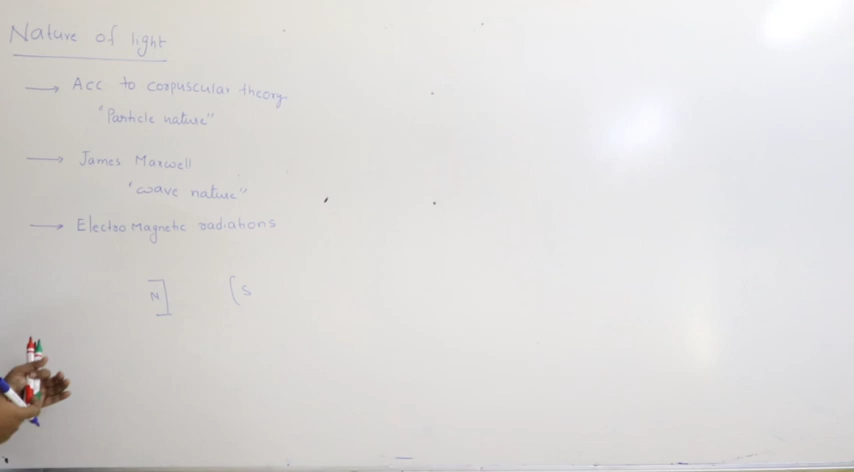 Nature of light
→ Acc to corpuscular theory
"Particle nature"
→ James Maxwell
"wave nature"
→ Electro Magnetic radiations
N S